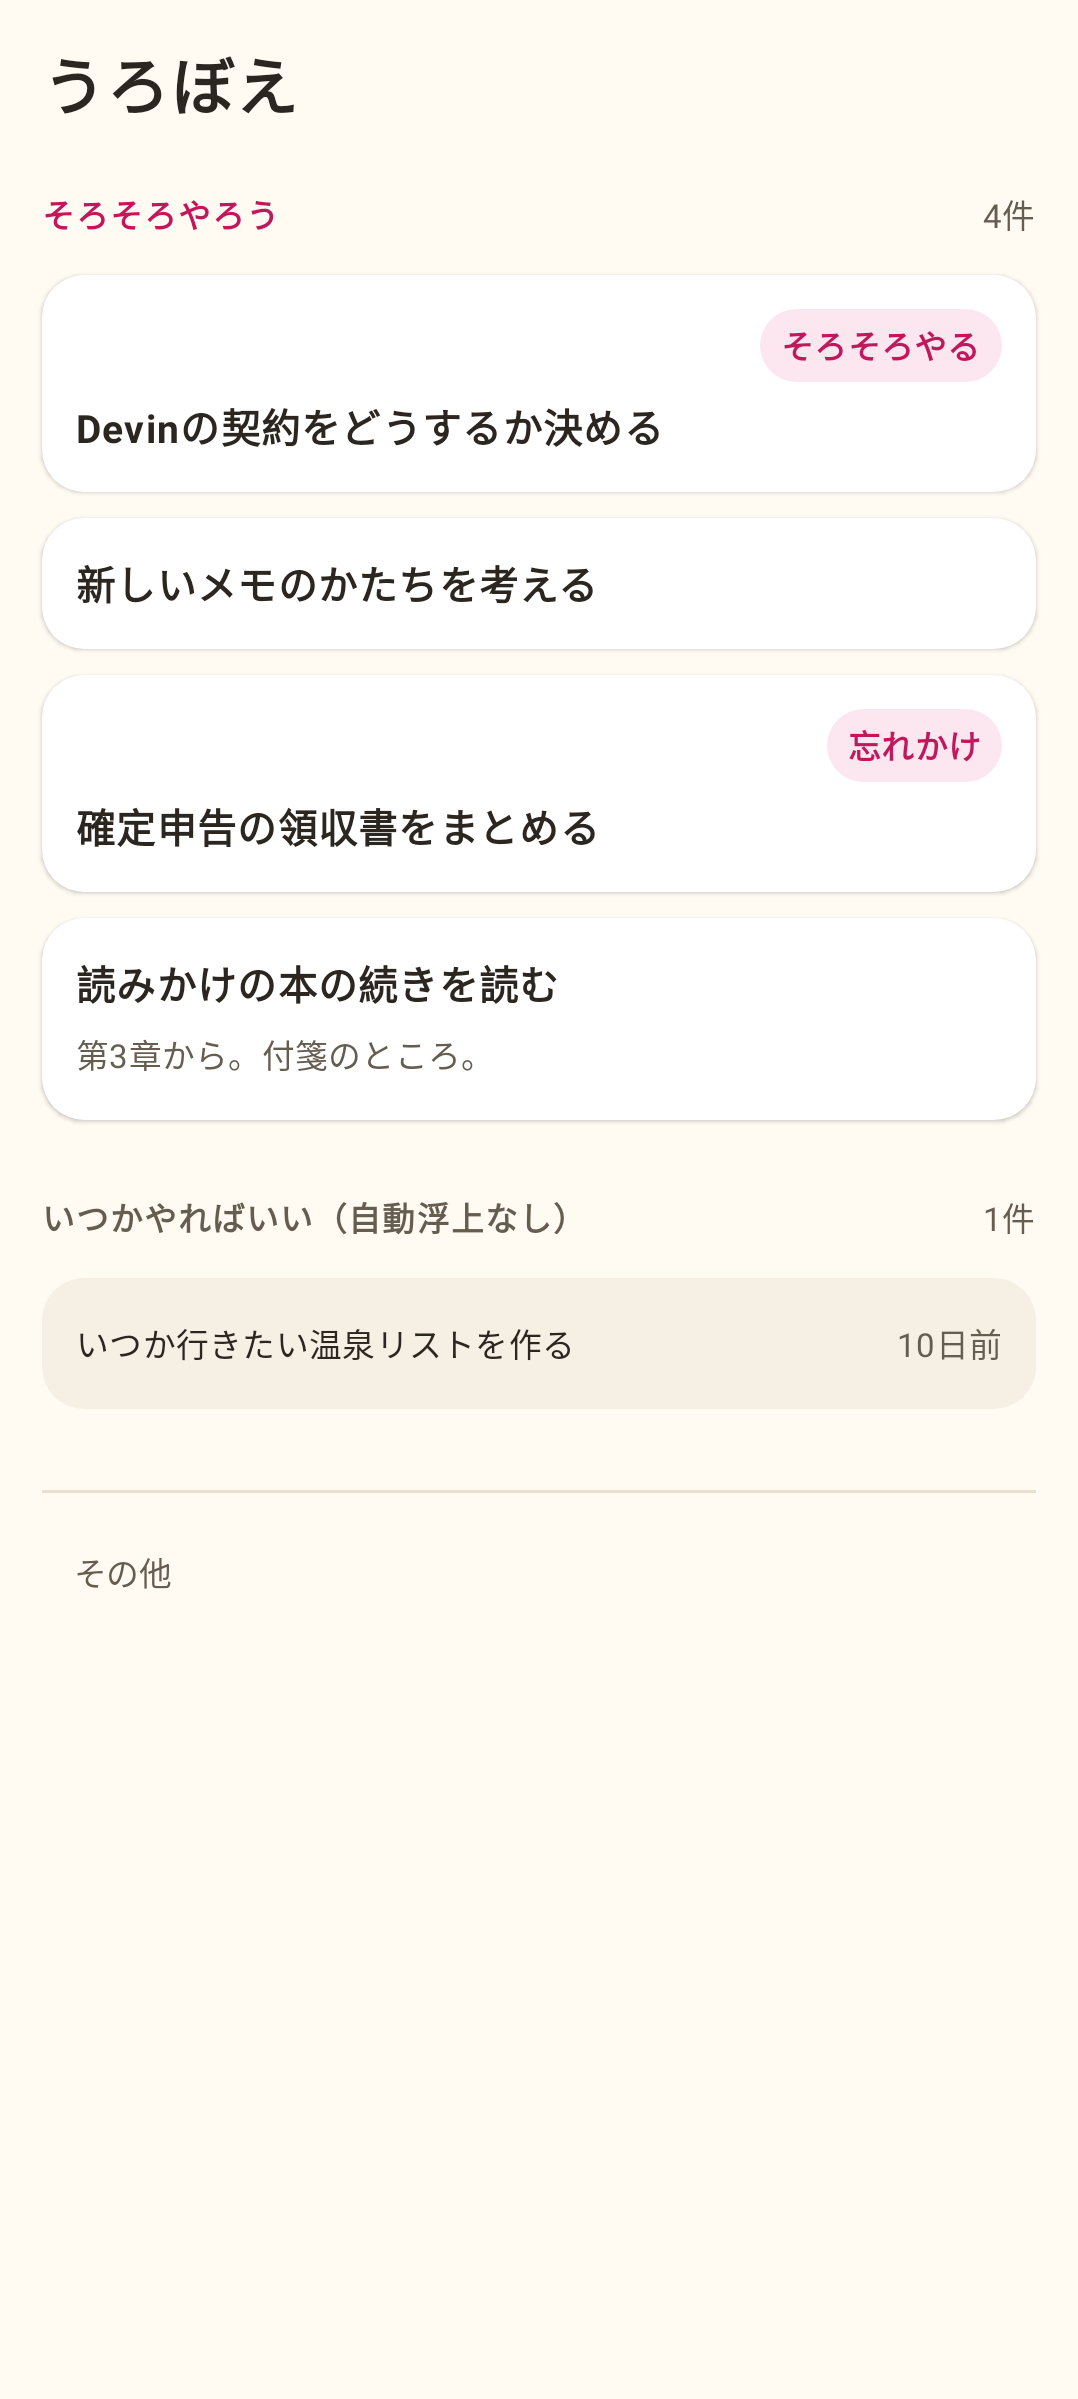 うろぼえ
そろそろやろう 4件
そろそろやる
Devinの契約をどうするか決める
新しいメモのかたちを考える
忘れかけ
確定申告の領収書をまとめる
読みかけの本の続きを読む
第3章から。付箋のところ。
いつかやればいい（自動浮上なし） 1件
いつか行きたい温泉リストを作る 10日前
その他